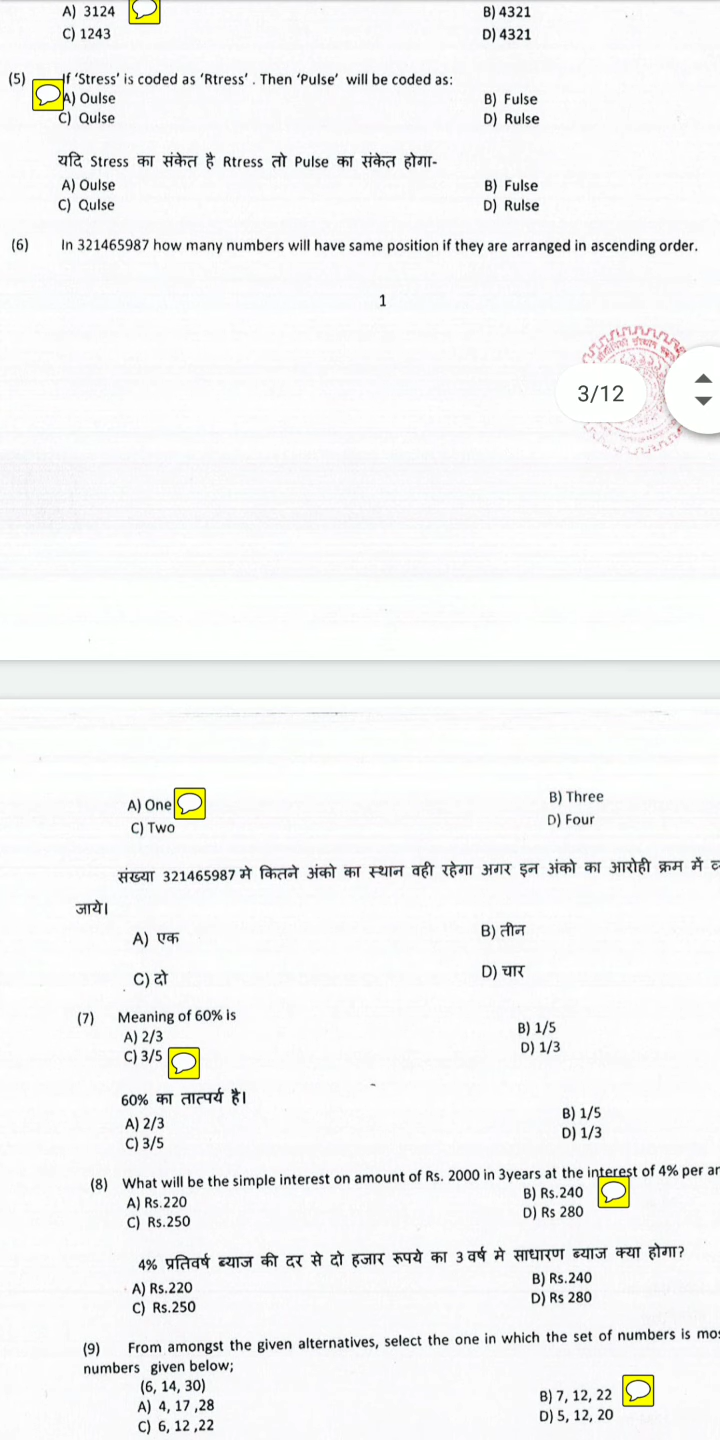 A) 3124 B) 4321
C) 1243 D) 4321
(5) If ‘Stress’ is coded as ‘Rtress’ . Then ‘Pulse’ will be coded as:
A) Oulse B) Fulse
C) Qulse D) Rulse
यदि Stress का संकेत है Rtress तो Pulse का संकेत होगा-
A) Oulse B) Fulse
C) Qulse D) Rulse
(6) In 321465987 how many numbers will have same position if they are arranged in ascending order.
1
3/12
A) One B) Three
C) Two D) Four
संख्या 321465987 मे कितने अंको का स्थान वही रहेगा अगर इन अंको का आरोही क्रम में
जाये।
A) एक B) तीन
C) दो D) चार
(7) Meaning of 60% is
A) 2/3 B) 1/5
C) 3/5 D) 1/3
60% का तात्पर्य है।
A) 2/3 B) 1/5
C) 3/5 D) 1/3
(8) What will be the simple interest on amount of Rs. 2000 in 3years at the interest of 4% per
A) Rs.220 B) Rs.240
C) Rs.250 D) Rs 280
4% प्रतिवर्ष ब्याज की दर से दो हजार रूपये का 3 वर्ष मे साधारण ब्याज क्या होगा?
A) Rs.220 B) Rs.240
C) Rs.250 D) Rs 280
(9) From amongst the given alternatives, select the one in which the set of numbers is
numbers given below;
(6, 14, 30)
A) 4, 17 ,28 B) 7, 12, 22
C) 6, 12 ,22 D) 5, 12, 20